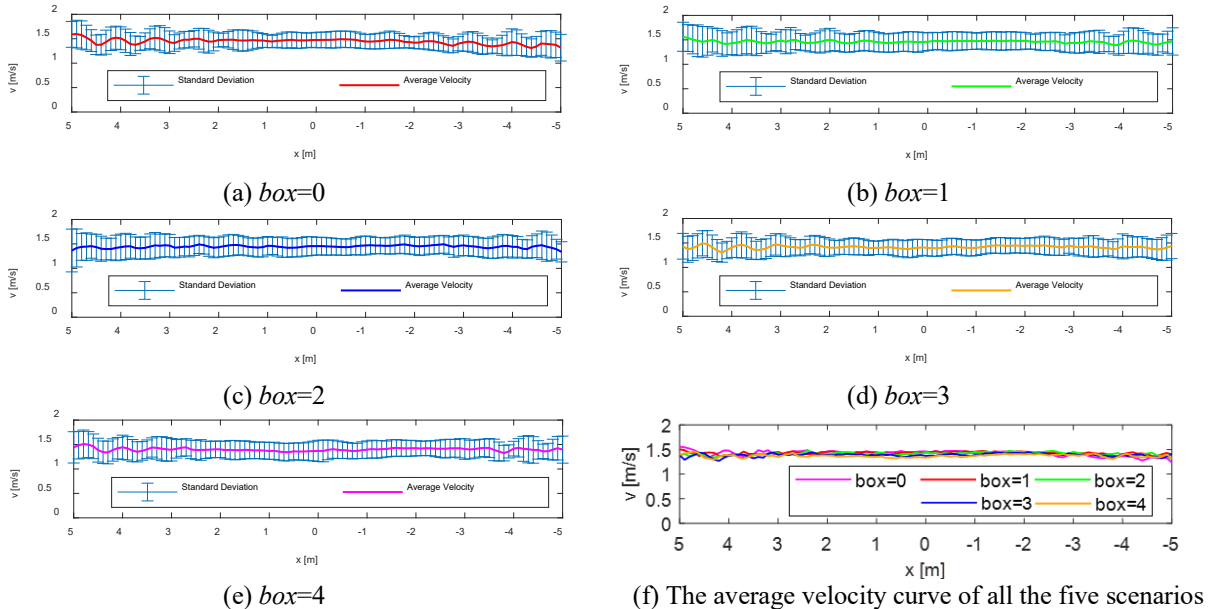 2
1.5
1
0.5
0
v [m/s]
Standard Deviation
Average Velocity
5 4 3 2 1 0 -1 -2 -3 -4 -5
x [m]
(a) box=0
2
1.5
1
0.5
0
v [m/s]
Standard Deviation
Average Velocity
5 4 3 2 1 0 -1 -2 -3 -4 -5
x [m]
(b) box=1
2
1.5
1
0.5
0
v [m/s]
Standard Deviation
Average Velocity
5 4 3 2 1 0 -1 -2 -3 -4 -5
x [m]
(c) box=2
2
1.5
1
0.5
0
v [m/s]
Standard Deviation
Average Velocity
5 4 3 2 1 0 -1 -2 -3 -4 -5
x [m]
(d) box=3
2
1.5
1
0.5
0
v [m/s]
Standard Deviation
Average Velocity
5 4 3 2 1 0 -1 -2 -3 -4 -5
x [m]
(e) box=4
2
1.5
1
0.5
0
v [m/s]
box=0 box=1 box=2
box=3 box=4
5 4 3 2 1 0 -1 -2 -3 -4 -5
x [m]
(f) The average velocity curve of all the five scenarios